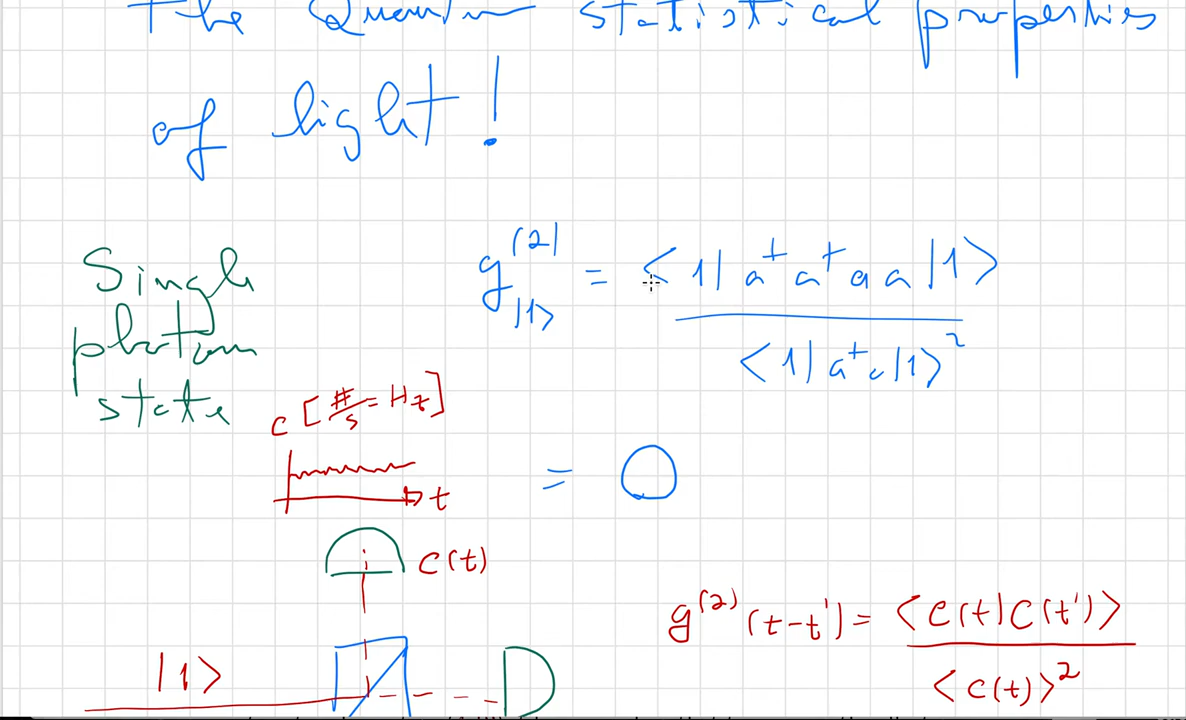 the Quantum statistical properties
of light!
Single
photon
state
g^(2)_|1> = <1| a^+ a^+ a a |1>
<1| a^+ a |1>^2
= 0
c [#/s = Hz]
t
c(t)
|1>
g^(2) (t-t') = <c(t) c(t')>
<c(t)>^2